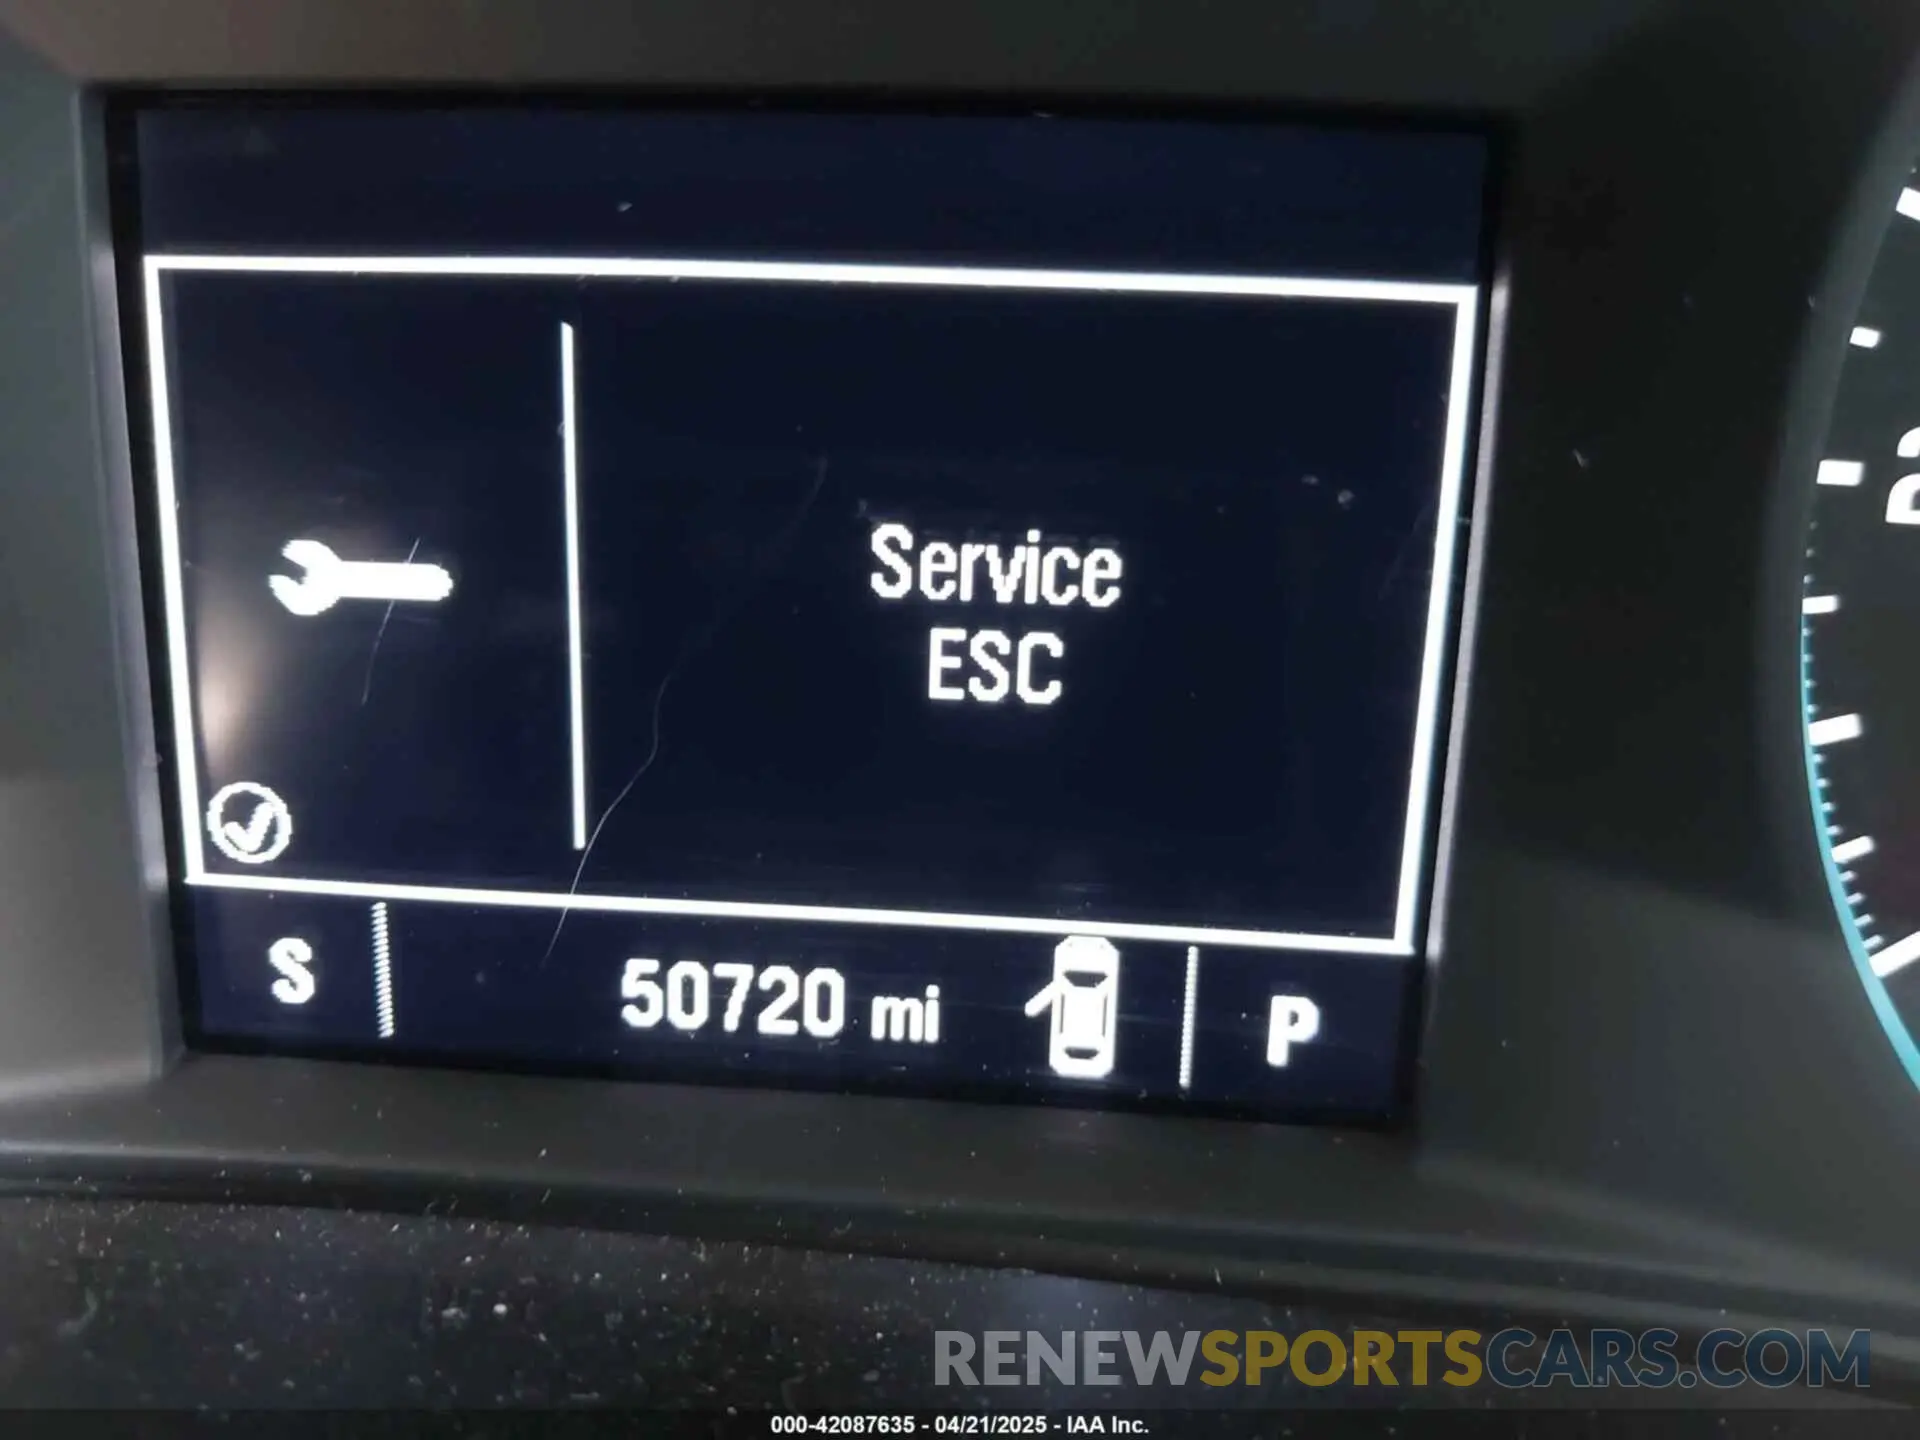 Service
ESC
S
50720 mi
P
RENEWSPORTSCARS.COM
000-42087635 - 04/21/2025 - IAA Inc.